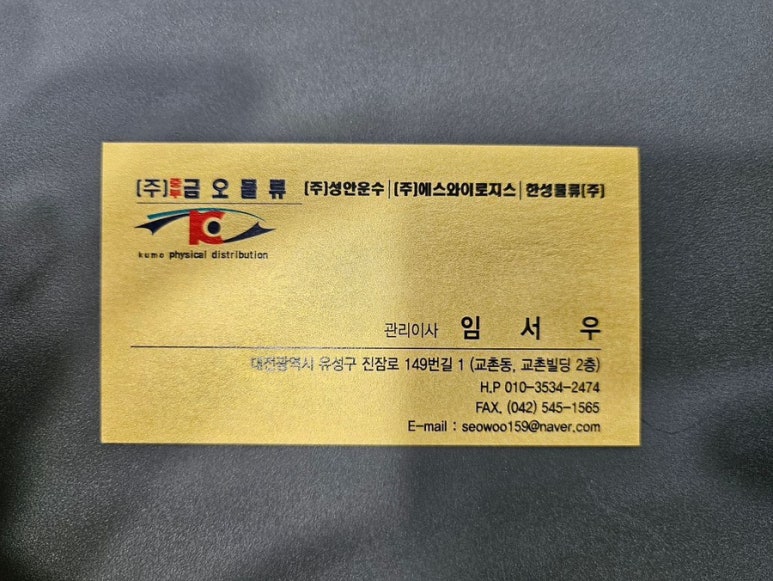 (주)중부금오물류 (주)성안운수|(주)에스와이로지스|한성물류(주)
kumo physical distribution
관리이사 임 서 우
대전광역시 유성구 진잠로 149번길 1 (교촌동, 교촌빌딩 2층)
H.P 010-3534-2474
FAX. (042) 545-1565
E-mail : seowoo159@naver.com